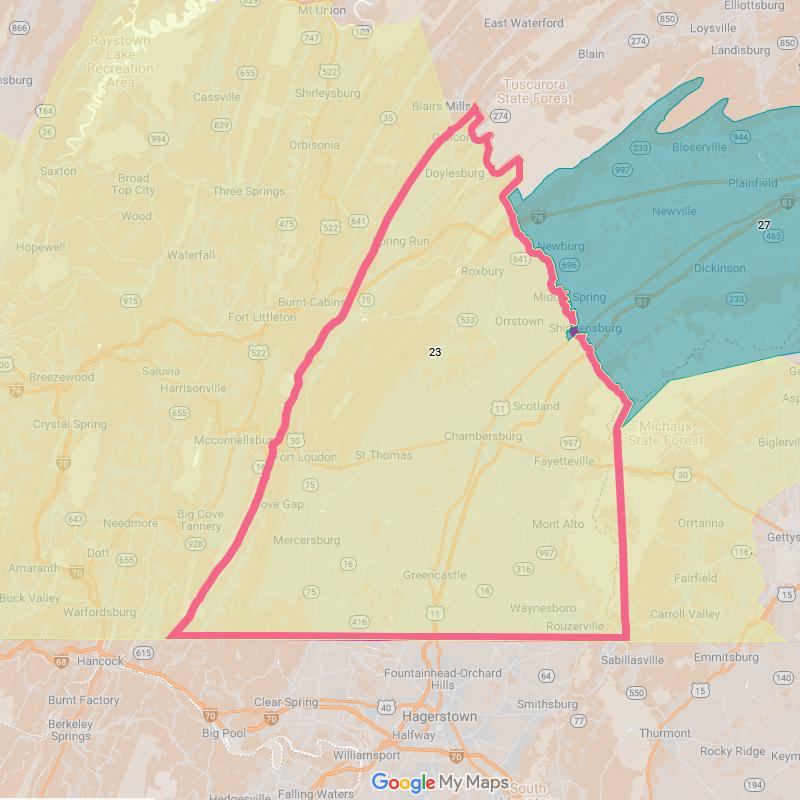 Mt Union
829
103
866
Raystown
Lake
Recreation
Area
747
522
East Waterford
850
Elliottsburg
Loysville
274
850
Blain
Landisburg
nsburg
655
Shirleysburg
Tuscarora
State Forest
Cassville
Blairs Mills
164
26
829
35
274
994
Orbisonia
944
233
Bloserville
Saxton
Broad
Top City
Three Springs
Doylesburg
997
Plainfield
Wood
475
522
641
76
Newville
81
27
465
Hopewell
Waterfall
Spring Run
Newburg
641
696
Dickinson
Roxbury
915
Burnt Cabins
75
81
233
Fort Littleton
533
Orrstown
Shippensburg
522
23
30
76
Breezewood
Saluvia
Harrisonville
655
11
Scotland
Crystal Spring
Michaux
State Forest
Mcconnellsburg
30
Chambersburg
997
Biglervi
70
16
Fort Loudon
St Thomas
Fayetteville
30
75
Cove Gap
643
Needmore
Big Cove
Tannery
Mont Alto
Orrtanna
928
Mercersburg
997
116
Gettys
Dott
655
16
316
Amaranth
70
Greencastle
Fairfield
Buck Valley
75
16
15
Warfordsburg
416
11
Waynesboro
Carroll Valley
Rouzerville
68
Hancock
615
Sabillasville
Emmitsburg
Fountainhead-Orchard
Hills
64
140
Burnt Factory
Clear Spring
40
Smithsburg
550
15
70
70
Hagerstown
77
Berkeley
Springs
Big Pool
Halfway
Thurmont
Williamsport
70
Rocky Ridge
Keym
Google My Maps
South
194
Hedgesville
Falling Waters